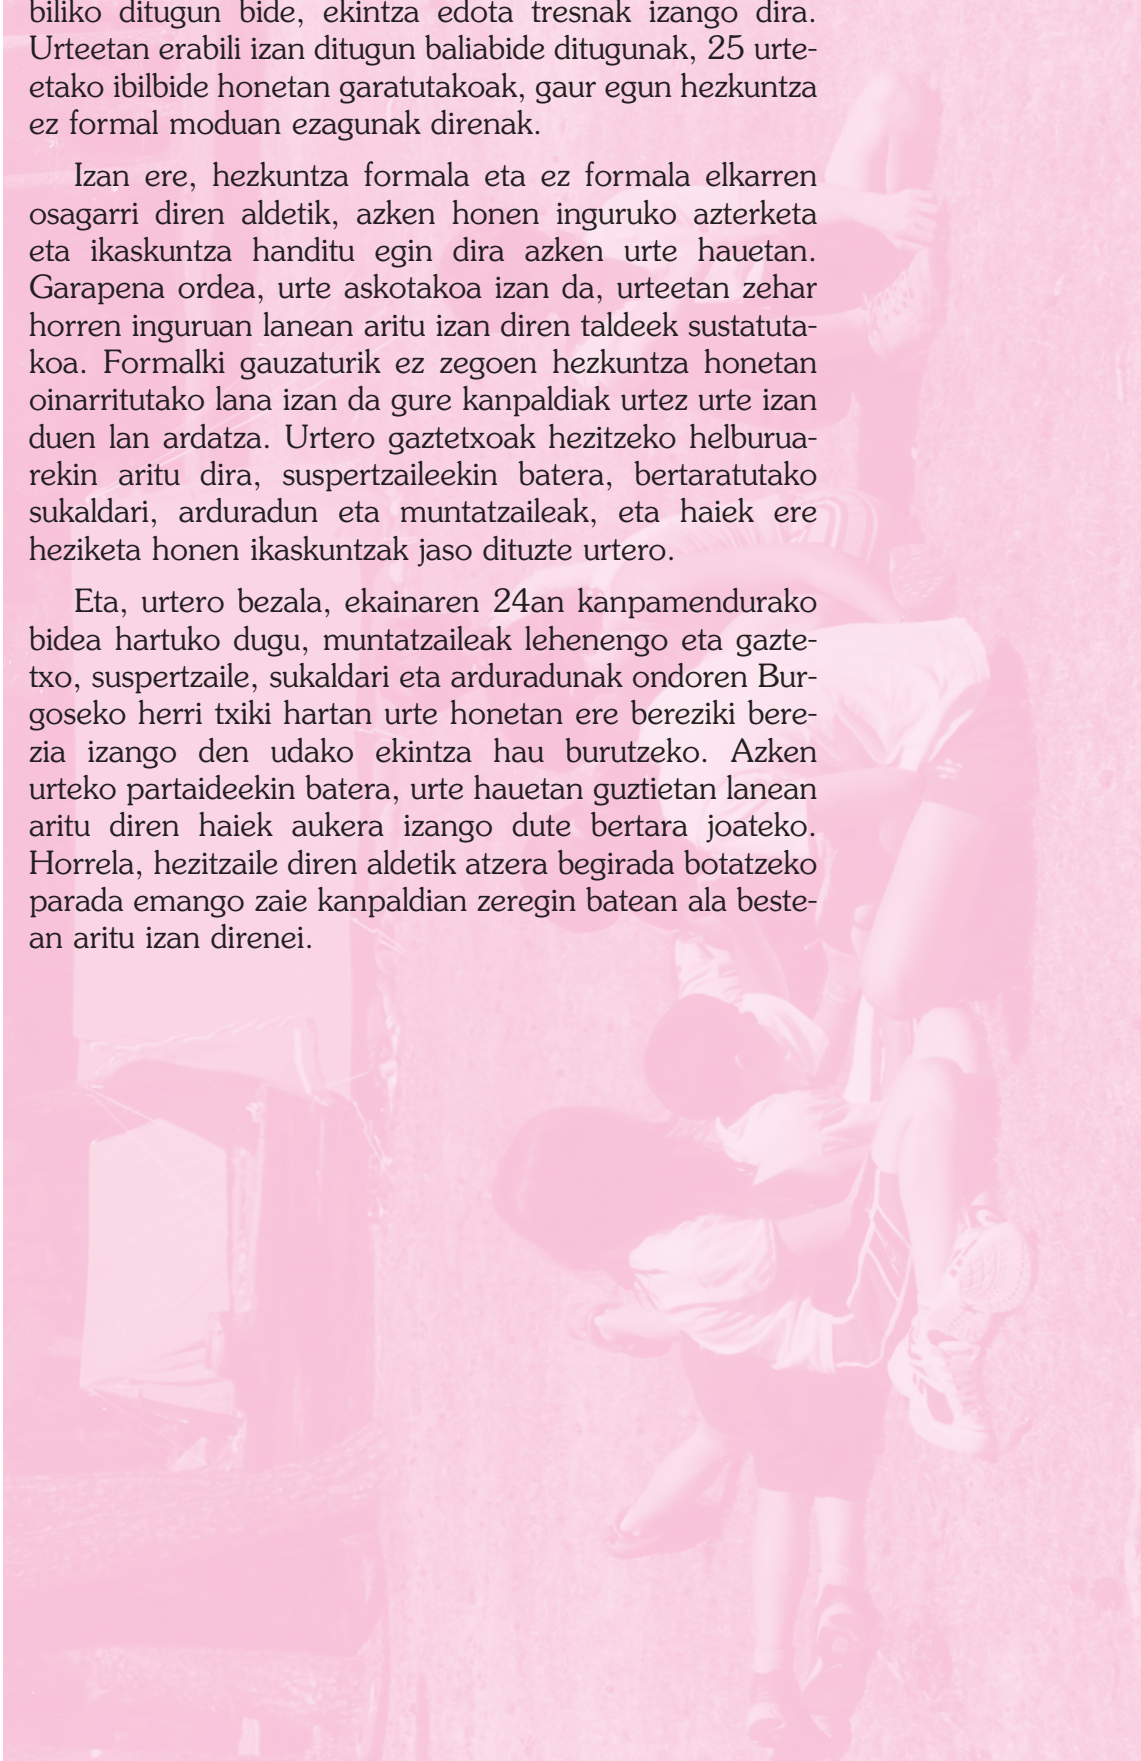 biliko ditugun bide, ekintza edota tresnak izango dira.
Urteetan erabili izan ditugun baliabide ditugunak, 25 urte-
etako ibilbide honetan garatutakoak, gaur egun hezkuntza
ez formal moduan ezagunak direnak.
Izan ere, hezkuntza formala eta ez formala elkarren
osagarri diren aldetik, azken honen inguruko azterketa
eta ikaskuntza handitu egin dira azken urte hauetan.
Garapena ordea, urte askotakoa izan da, urteetan zehar
horren inguruan lanean aritu izan diren taldeek sustatuta-
koa. Formalki gauzaturik ez zegoen hezkuntza honetan
oinarritutako lana izan da gure kanpaldiak urtez urte izan
duen lan ardatza. Urtero gaztetxoak hezitzeko helburua-
rekin aritu dira, suspertzaileekin batera, bertaratutako
sukaldari, arduradun eta muntatzaileak, eta haiek ere
heziketa honen ikaskuntzak jaso dituzte urtero.
Eta, urtero bezala, ekainaren 24an kanpamendurako
bidea hartuko dugu, muntatzaileak lehenengo eta gazte-
txo, suspertzaile, sukaldari eta arduradunak ondoren Bur-
goseko herri txiki hartan urte honetan ere bereziki bere-
zia izango den udako ekintza hau burutzeko. Azken
urteko partaideekin batera, urte hauetan guztietan lanean
aritu diren haiek aukera izango dute bertara joateko.
Horrela, hezitzaile diren aldetik atzera begirada botatzeko
parada emango zaie kanpaldian zeregin batean ala beste-
an aritu izan direnei.